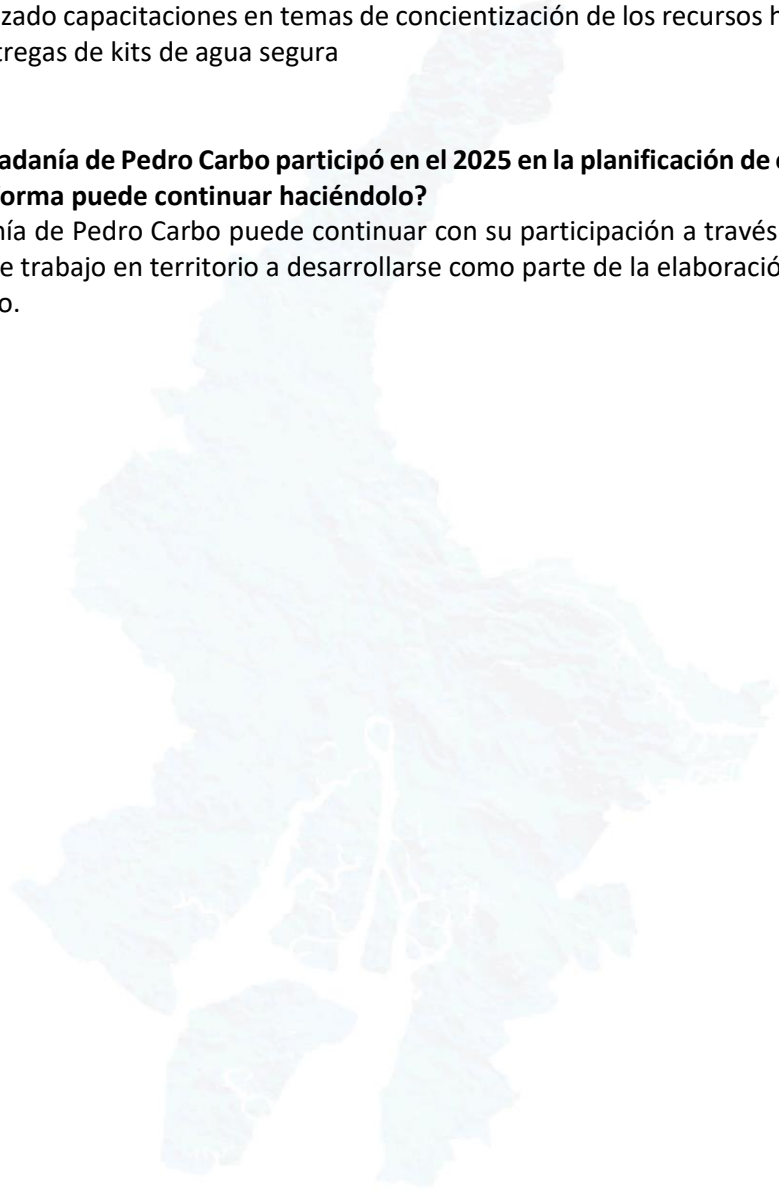 zado capacitaciones en temas de concientización de los recursos h
tregas de kits de agua segura
adanía de Pedro Carbo participó en el 2025 en la planificación de
forma puede continuar haciéndolo?
nía de Pedro Carbo puede continuar con su participación a través
e trabajo en territorio a desarrollarse como parte de la elaboració
o.